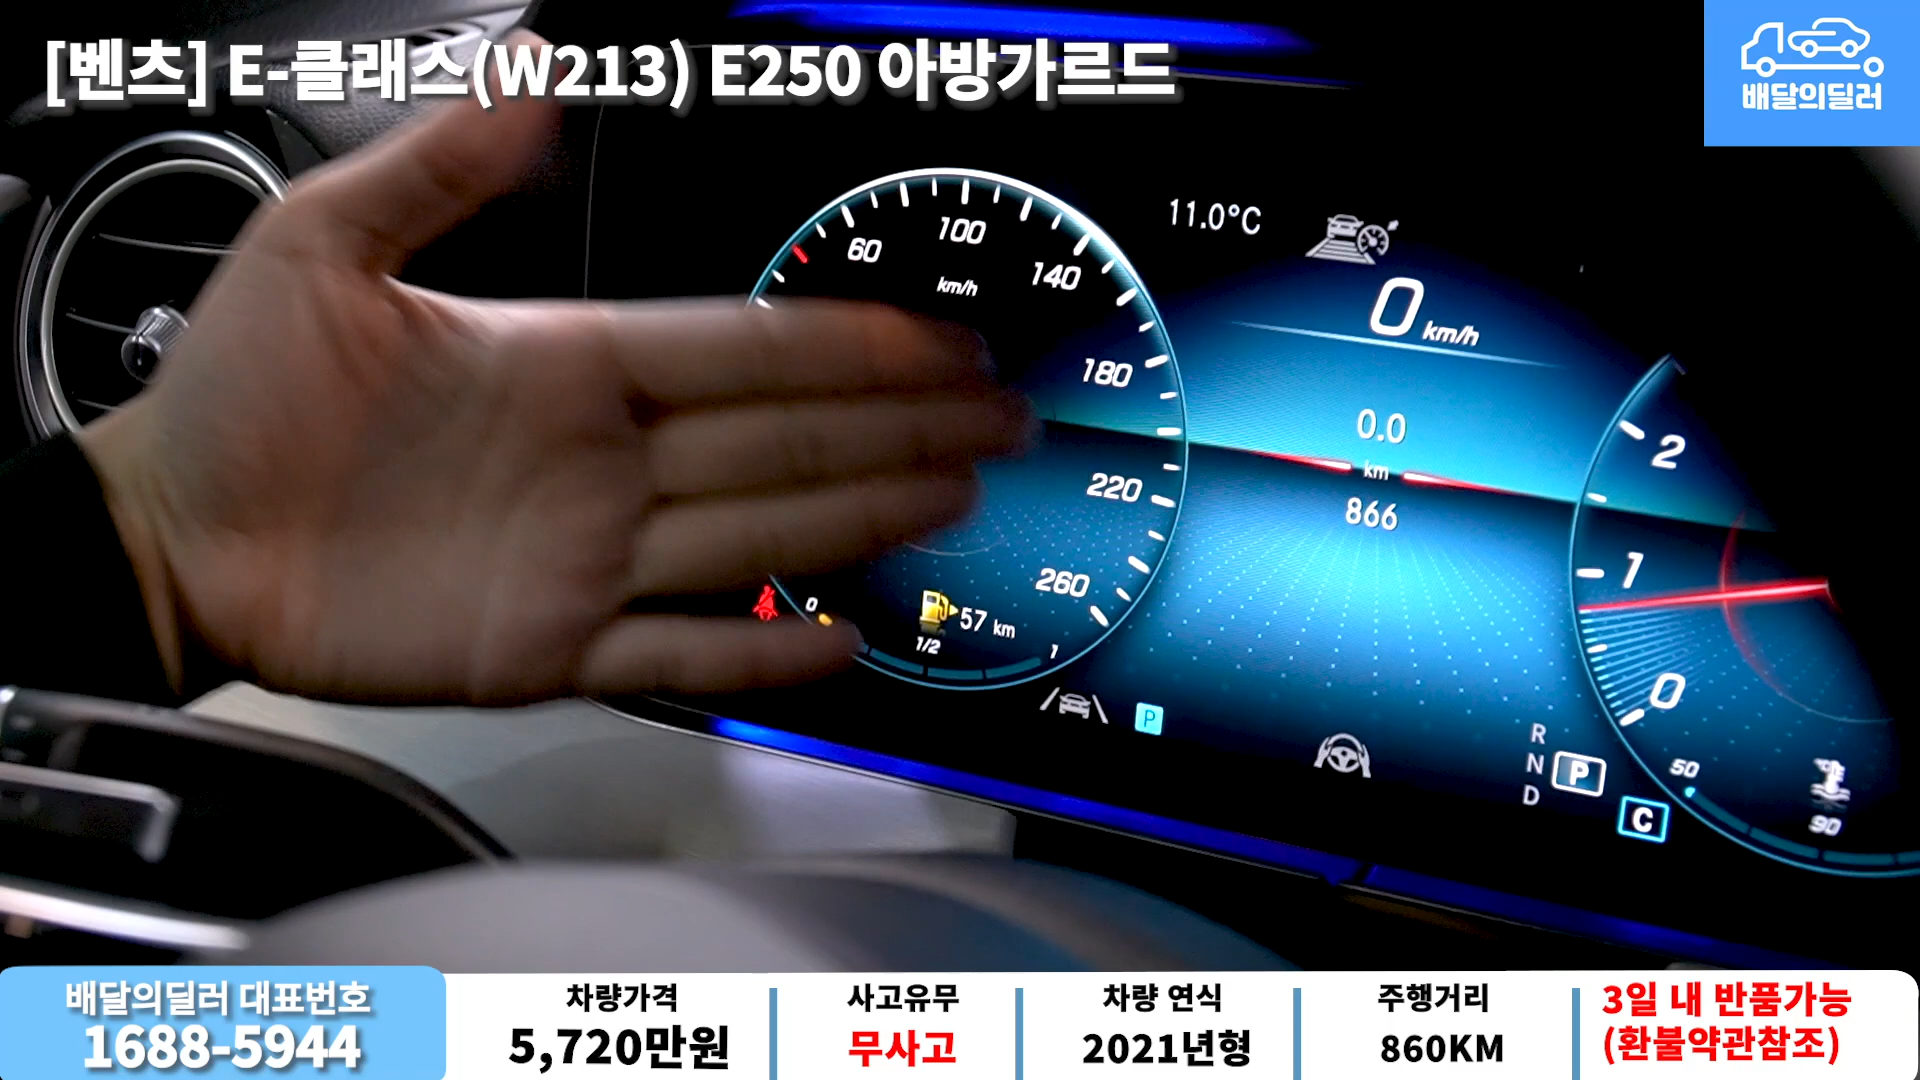 [벤츠] E-클래스(W213) E250 아방가르드
배달의딜러
11.0°C
60
100
140
km/h
180
220
260
0 km/h
0.0
km
866
2
1
0
0
1/2
1
57 km
P
R
N
D
P
C
50
°C
90
배달의딜러 대표번호
1688-5944
차량가격
5,720만원
사고유무
무사고
차량 연식
2021년형
주행거리
860KM
3일 내 반품가능
(환불약관참조)